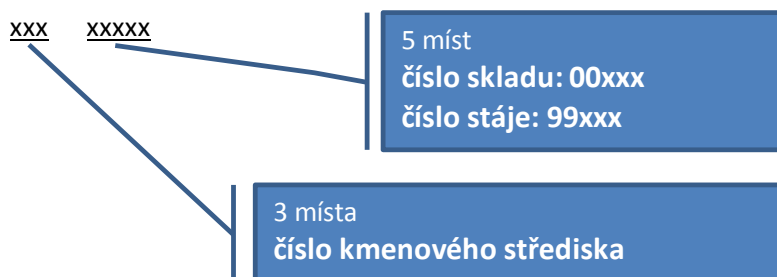 xxx xxxxx
5 míst
číslo skladu: 00xxx
číslo stáje: 99xxx
3 místa
číslo kmenového střediska